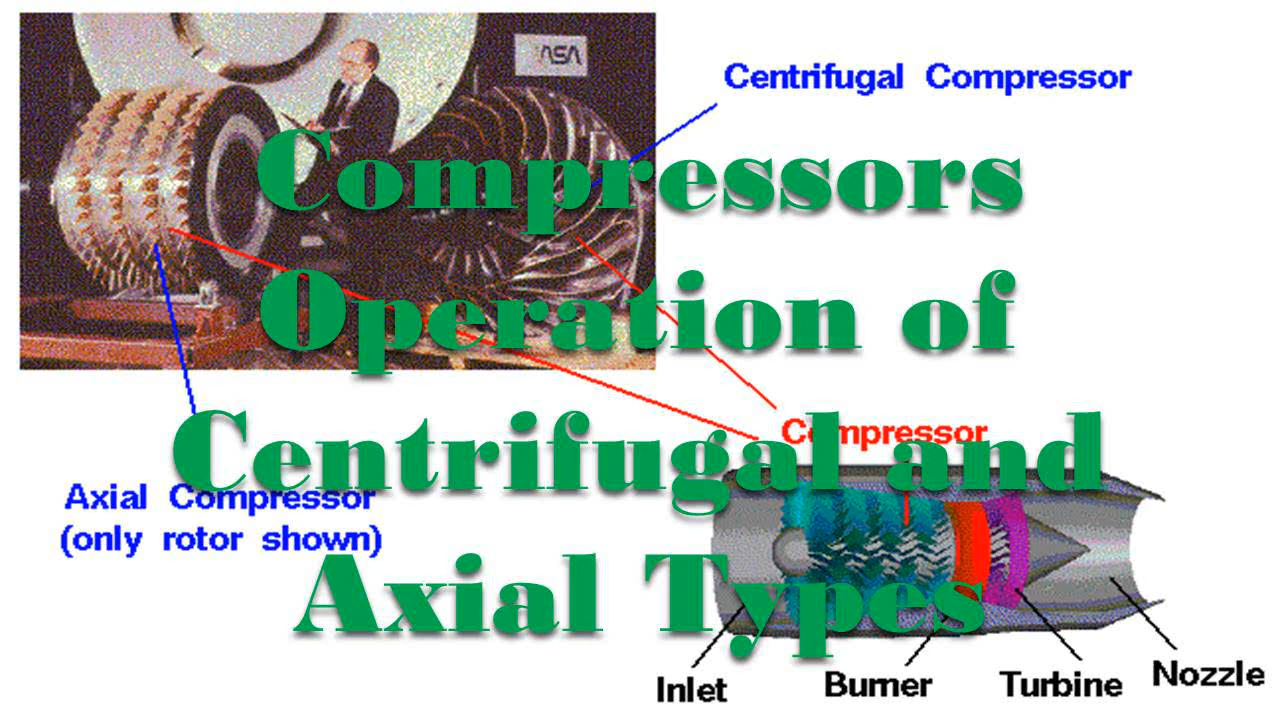 ASA
Centrifugal Compressor
Compressors
Operation of
Centrifugal and
Axial Types
Compressor
Axial Compressor
(only rotor shown)
Inlet
Burner
Turbine
Nozzle